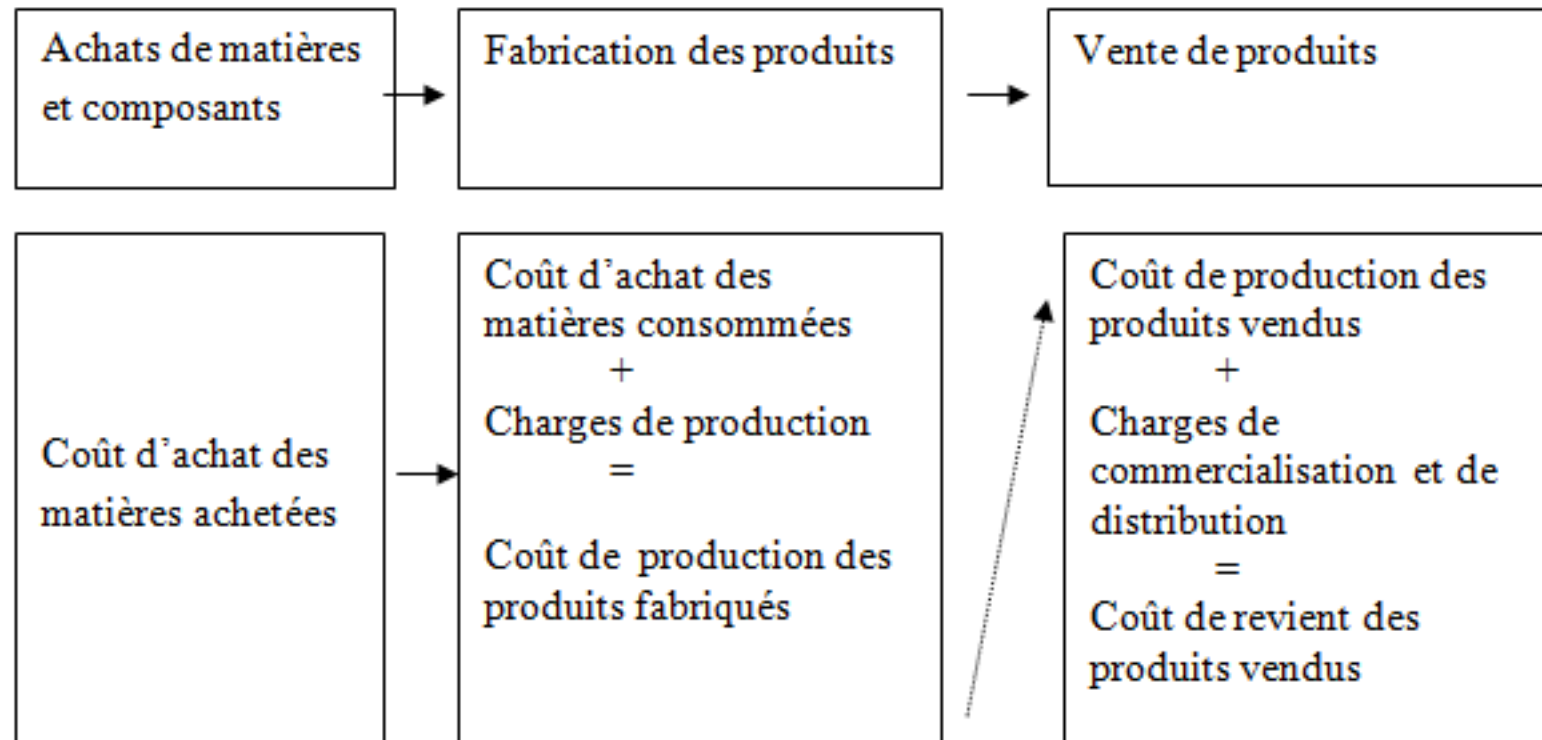 Achats de matières
et composants
Fabrication des produits
Vente de produits
Coût d'achat des
matières achetées
Coût d'achat des
matières consommées
+
Charges de production
=
Coût de production des
produits fabriqués
Coût de production des
produits vendus
+
Charges de
commercialisation et de
distribution
=
Coût de revient des
produits vendus